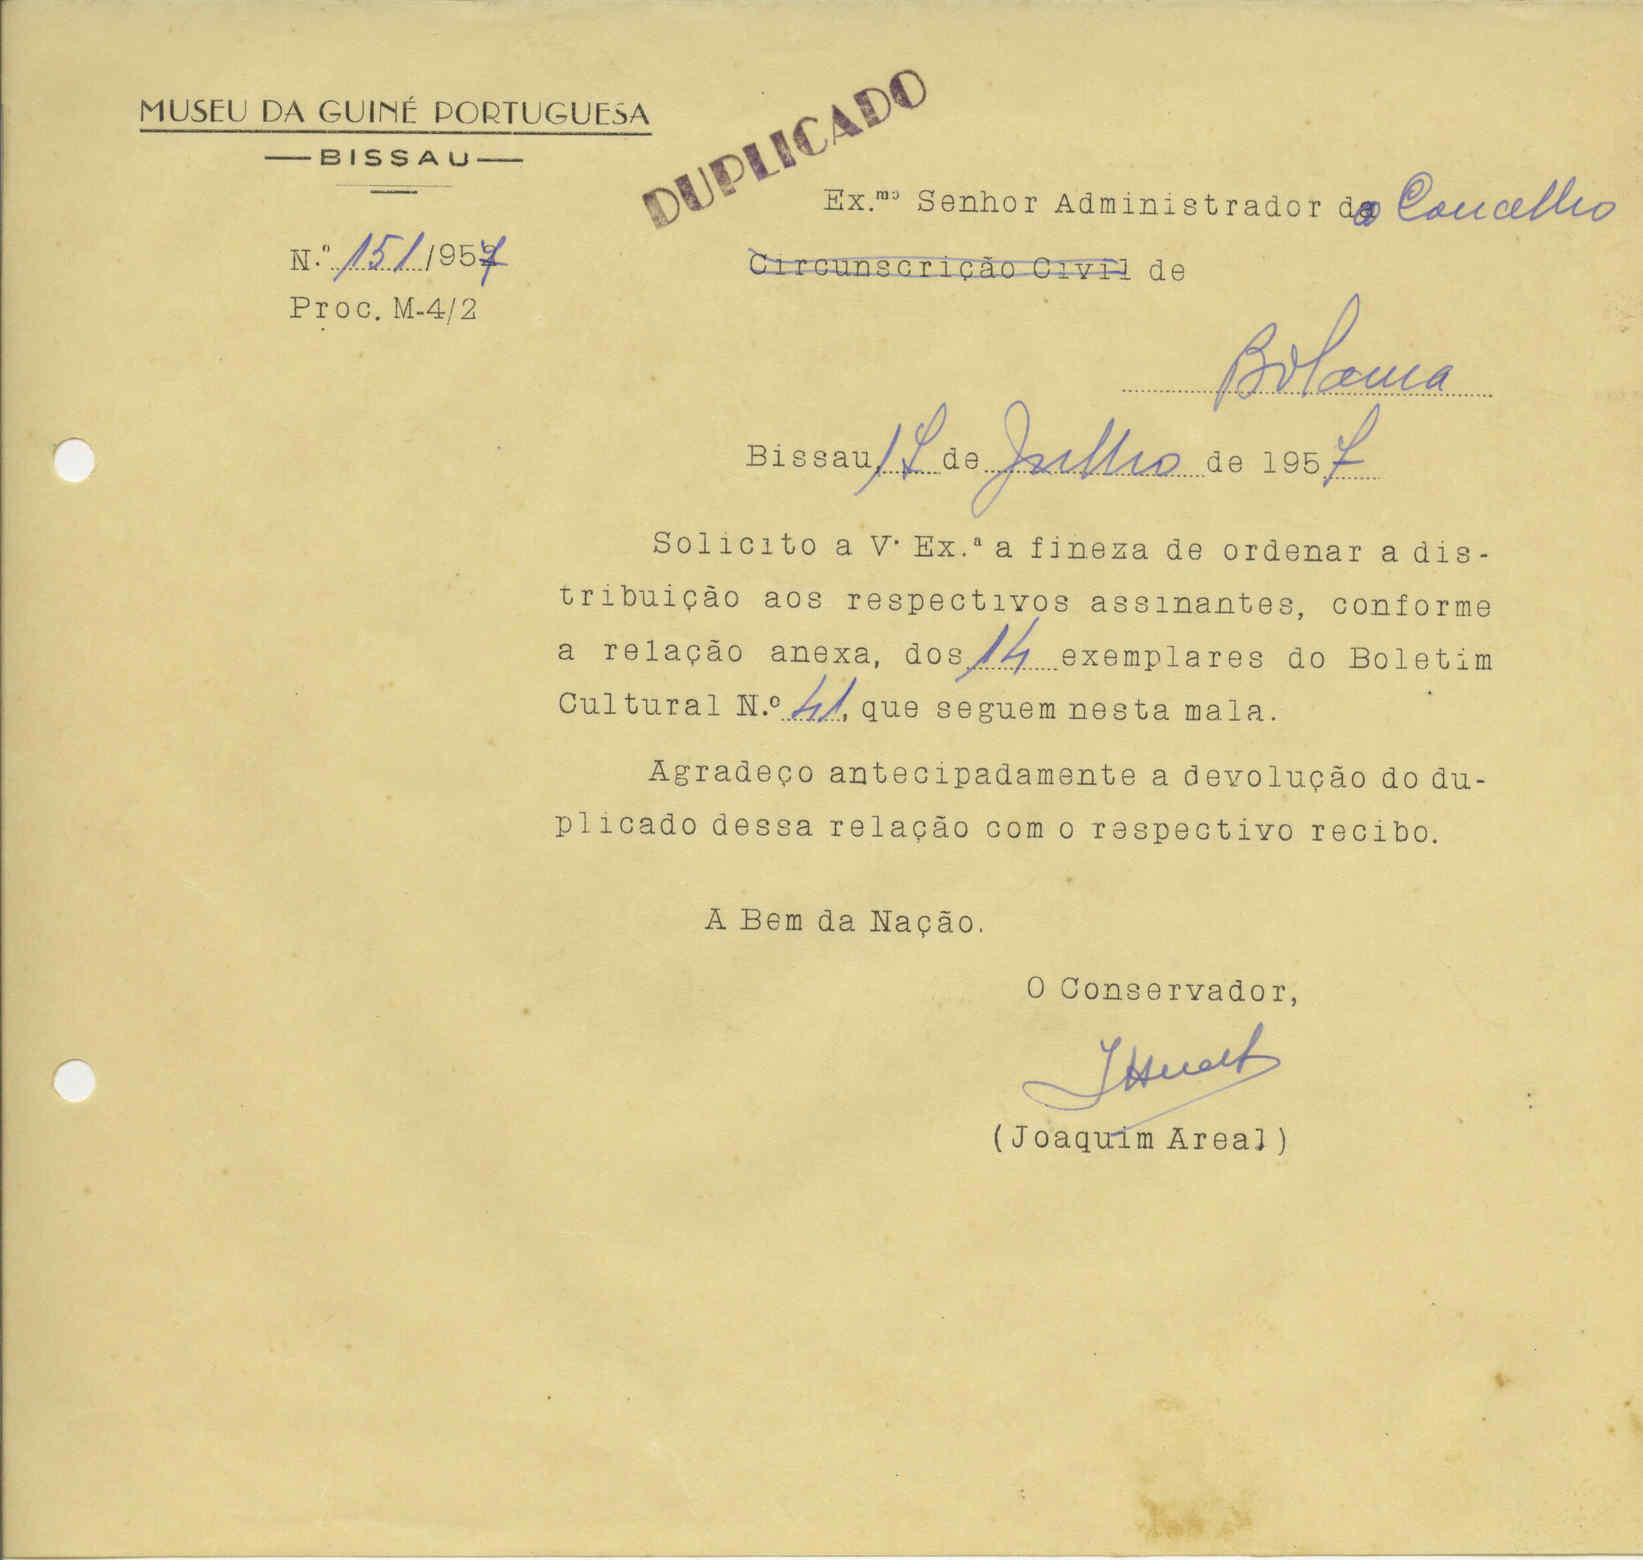 MUSEU DA GUINÉ PORTUGUESA
BISSAU
DUPLICADO
N.º 151/957
Proc. M-4/2
Ex.mo Senhor Administrador do Concelho
Circunscrição Civil de
Bolama
Bissau, 17 de Julho de 1957
Solicito a V. Ex.ª a fineza de ordenar a dis-
tribuição aos respectivos assinantes, conforme
a relação anexa, dos 14 exemplares do Boletim
Cultural N.º 41, que seguem nesta mala.
Agradeço antecipadamente a devolução do du-
plicado dessa relação com o respectivo recibo.
A Bem da Nação.
O Conservador,
(Joaquim Areal)